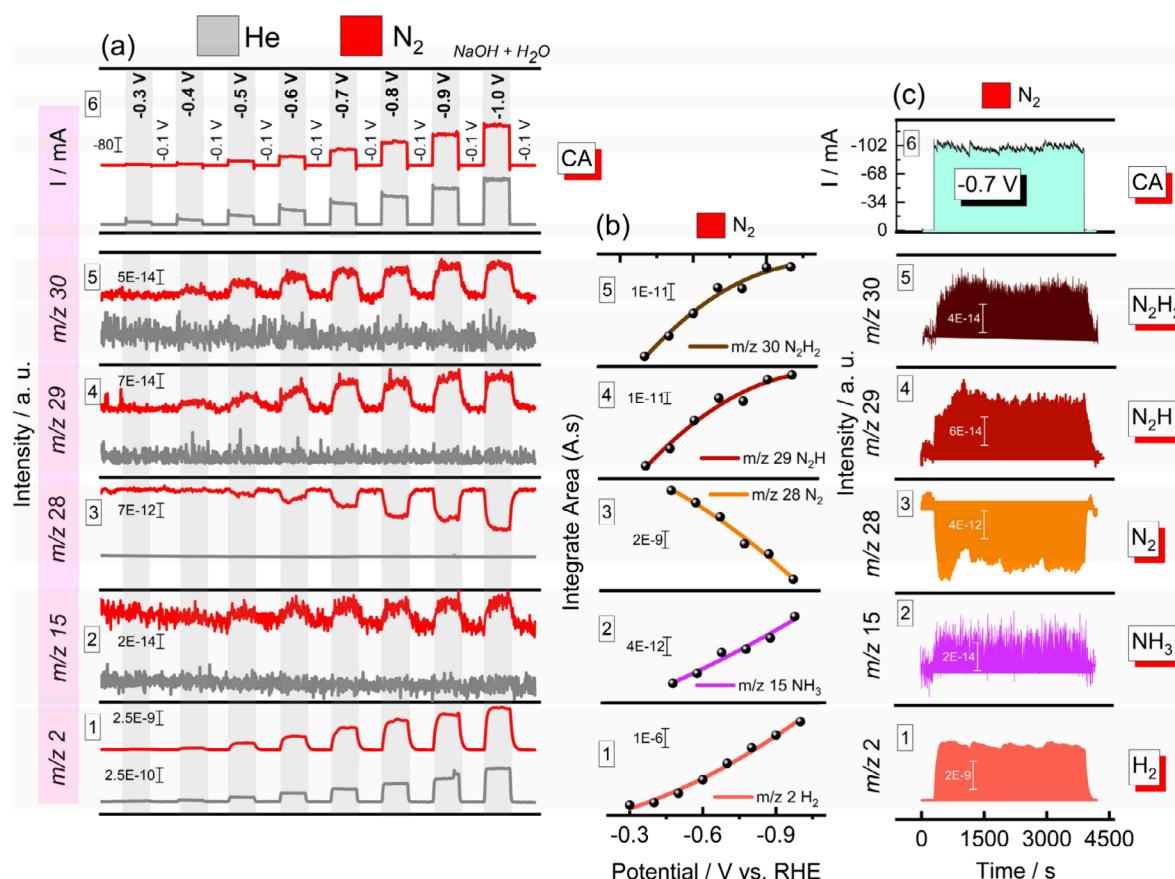 (a)
He
N2
NaOH + H2O
6
-0.3 V
-0.4 V
-0.5 V
-0.6 V
-0.7 V
-0.8 V
-0.9 V
-1.0 V
-0.1 V
-0.1 V
-0.1 V
-0.1 V
-0.1 V
-0.1 V
-0.1 V
-0.1 V
-80
I / mA
CA
Intensity / a. u.
5
5E-14
m/z 30
4
7E-14
m/z 29
3
7E-12
m/z 28
2
2E-14
m/z 15
1
2.5E-9
2.5E-10
m/z 2
(b)
N2
Integrate Area (A.s)
5
1E-11
m/z 30 N2H2
4
1E-11
m/z 29 N2H
3
m/z 28 N2
2E-9
2
4E-12
m/z 15 NH3
1
1E-6
m/z 2 H2
-0.3
-0.6
-0.9
Potential / V vs. RHE
(c)
N2
I / mA
-102
-68
-34
0
6
-0.7 V
CA
Intensity / a. u.
5
4E-14
m/z 30
N2H2
4
6E-14
m/z 29
N2H
3
4E-12
m/z 28
N2
2
2E-14
m/z 15
NH3
1
2E-9
m/z 2
H2
0
1500
3000
4500
Time / s